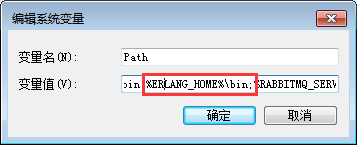 编辑系统变量
变量名(N):
Path
变量值(V):
bin %ERLANG_HOME%\bin;%RABBITMQ_SERV
确定
取消